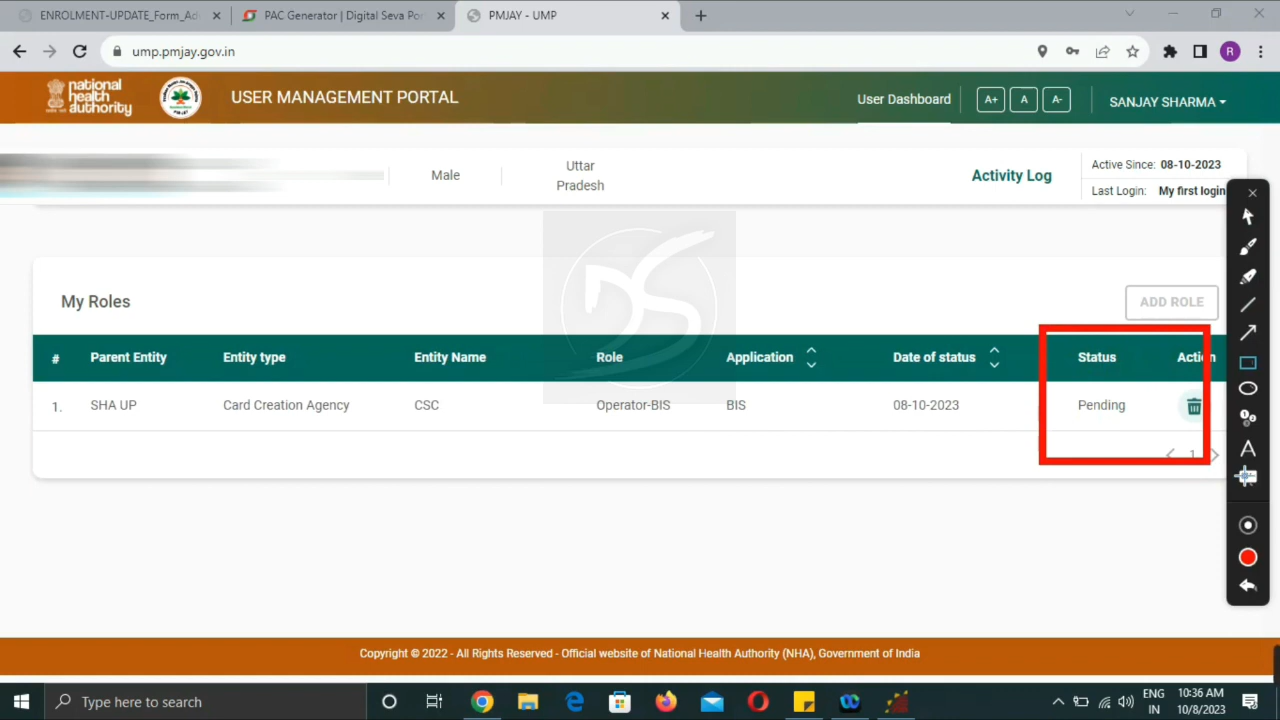 ENROLMENT-UPDATE_Form_Ad
PAC Generator | Digital Seva Por
PMJAY - UMP
ump.pmjay.gov.in
R
national
health
authority
USER MANAGEMENT PORTAL
User Dashboard
A+
A
A-
SANJAY SHARMA
Male
Uttar
Pradesh
Activity Log
Active Since: 08-10-2023
Last Login: My first login
DS
My Roles
ADD ROLE
# Parent Entity Entity type Entity Name Role Application Date of status Status Action
1. SHA UP Card Creation Agency CSC Operator-BIS BIS 08-10-2023 Pending
1
Copyright © 2022 - All Rights Reserved - Official website of National Health Authority (NHA), Government of India
Type here to search
ENG
IN
10:36 AM
10/8/2023